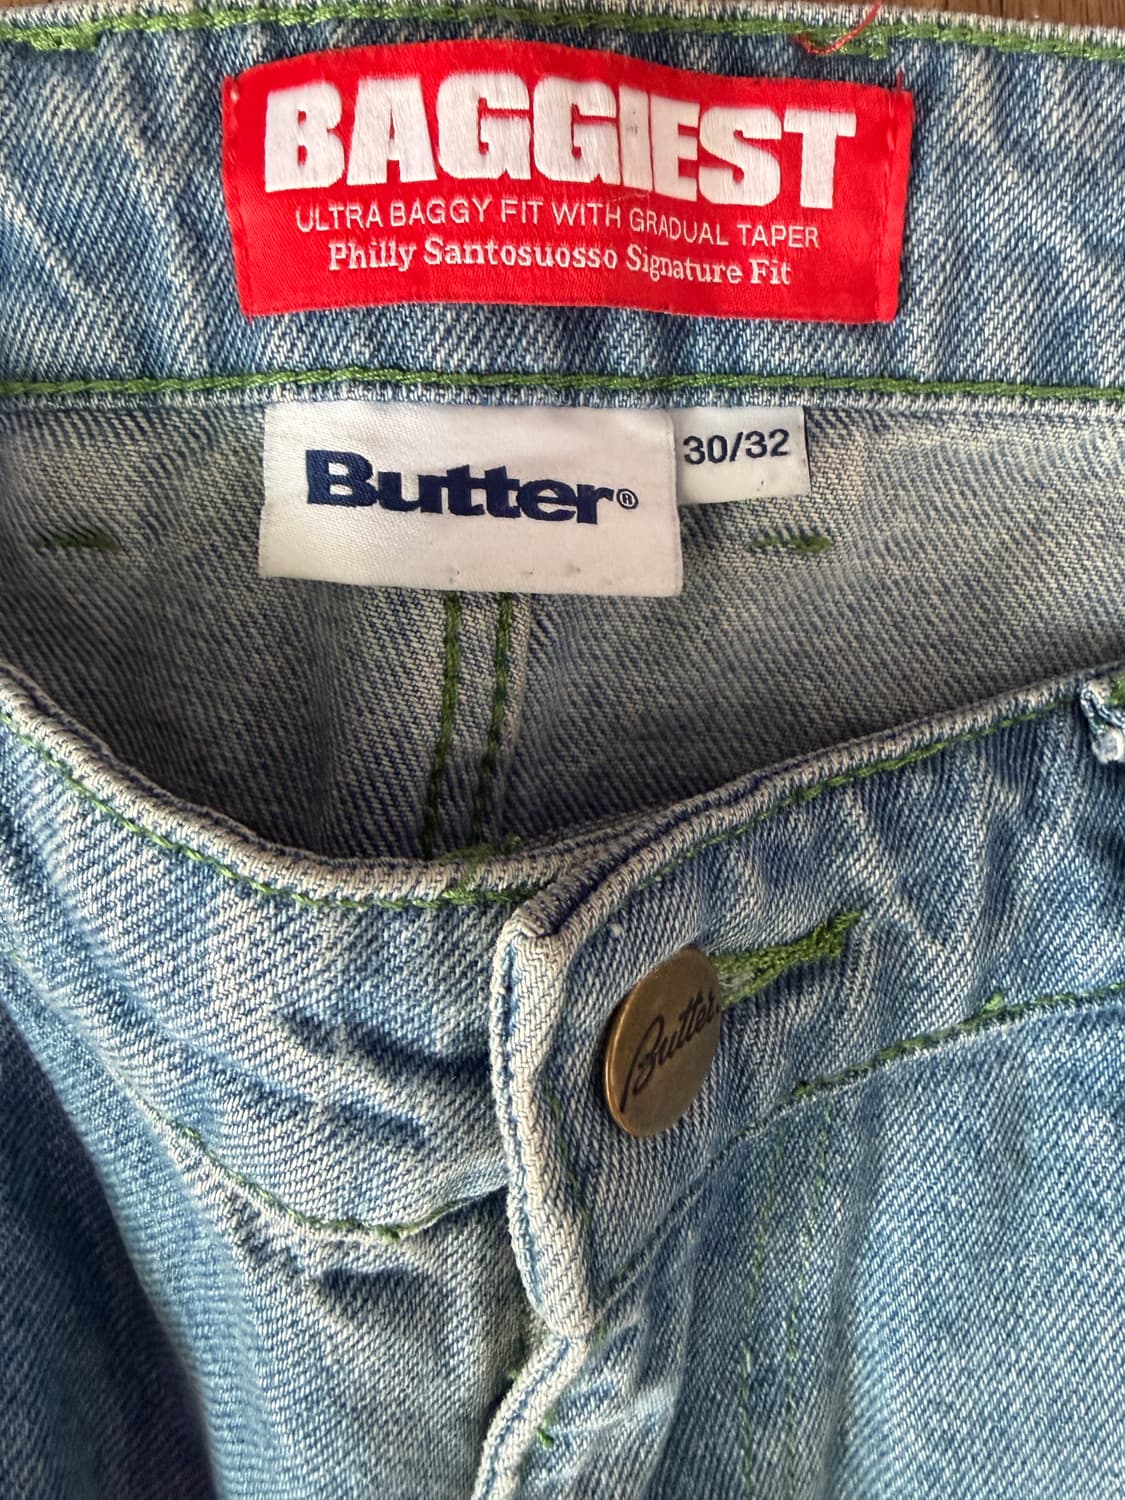 BAGGIEST
ULTRA BAGGY FIT WITH GRADUAL TAPER
Philly Santosuosso Signature Fit
Butter®
30/32
Butter